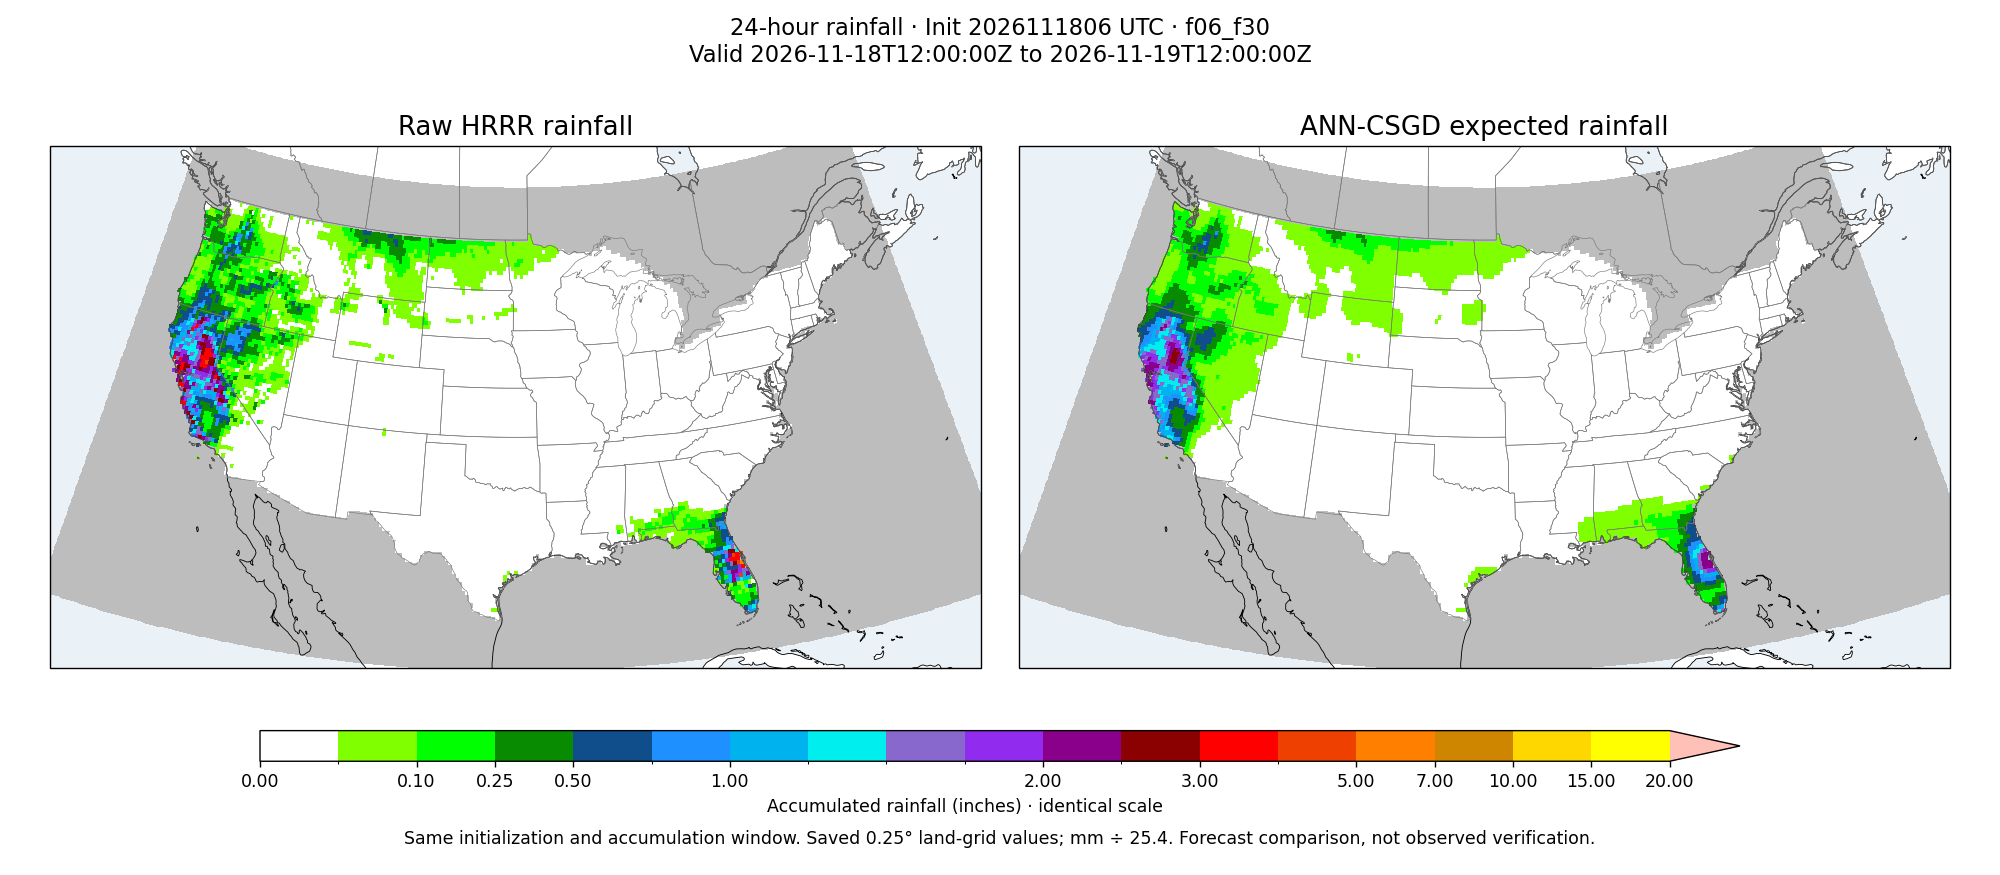 24-hour rainfall · Init 2026111806 UTC · f06_f30
Valid 2026-11-18T12:00:00Z to 2026-11-19T12:00:00Z
Raw HRRR rainfall
ANN-CSGD expected rainfall
0.00 0.10 0.25 0.50 1.00 2.00 3.00 5.00 7.00 10.00 15.00 20.00
Accumulated rainfall (inches) · identical scale
Same initialization and accumulation window. Saved 0.25° land-grid values; mm ÷ 25.4. Forecast comparison, not observed verification.